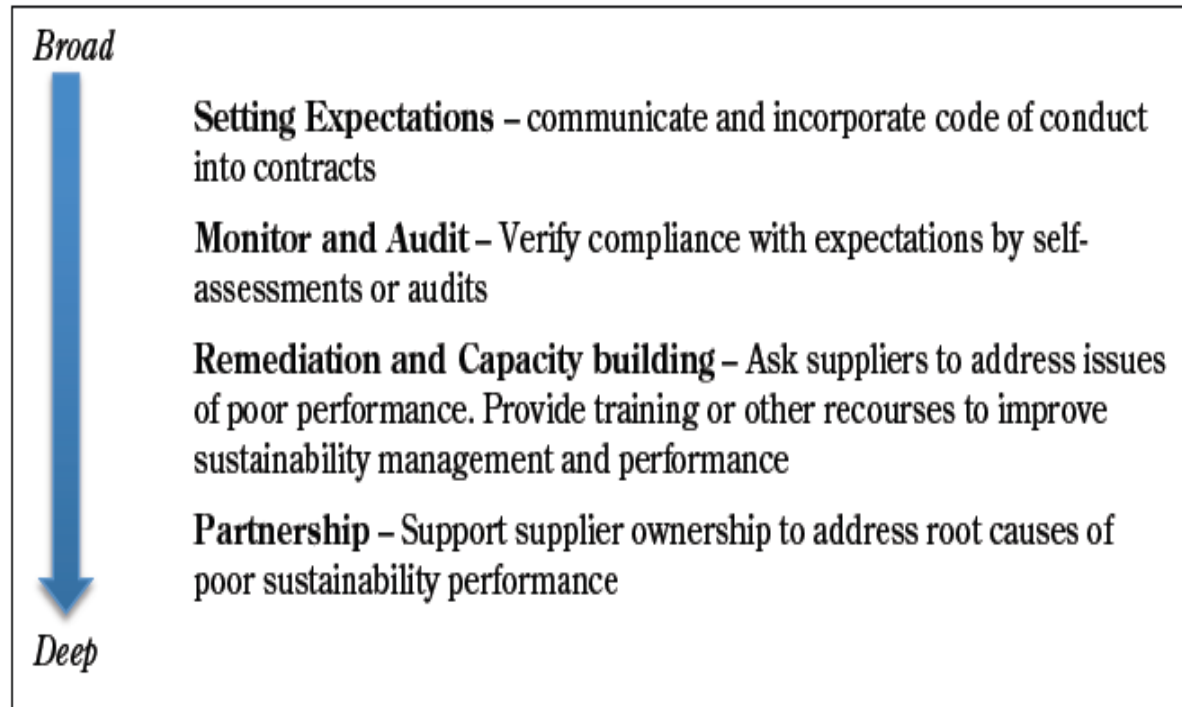 Broad
Setting Expectations – communicate and incorporate code of conduct
into contracts
Monitor and Audit – Verify compliance with expectations by self-
assessments or audits
Remediation and Capacity building – Ask suppliers to address issues
of poor performance. Provide training or other recourses to improve
sustainability management and performance
Partnership – Support supplier ownership to address root causes of
poor sustainability performance
Deep